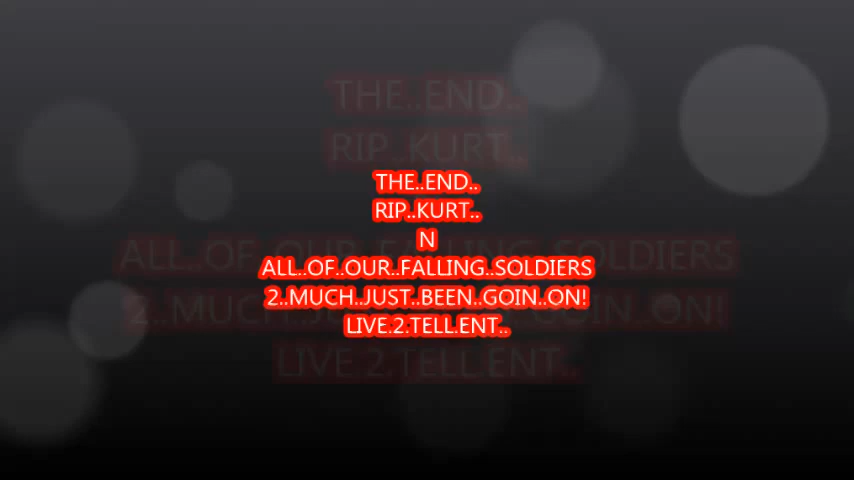 THE..END..
RIP..KURT..
N
ALL..OF..OUR..FALLING..SOLDIERS
2..MUCH..JUST..BEEN..GOIN..ON!
LIVE.2.TELL.ENT..